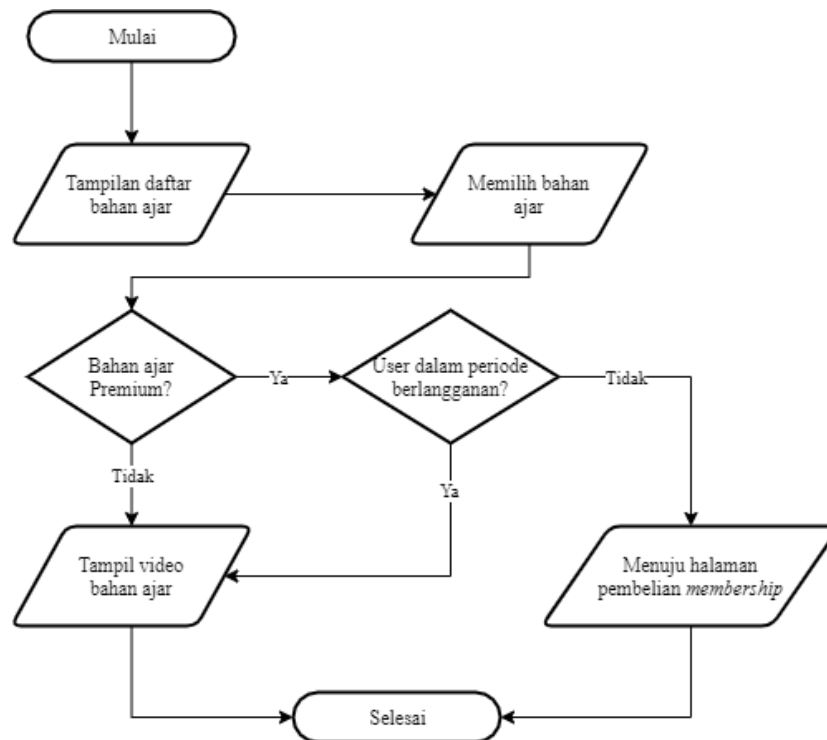 Mulai
Tampilan daftar
bahan ajar
Memilih bahan
ajar
Bahan ajar
Premium?
Ya
User dalam periode
berlangganan?
Tidak
Tidak
Ya
Tampil video
bahan ajar
Menuju halaman
pembelian membership
Selesai